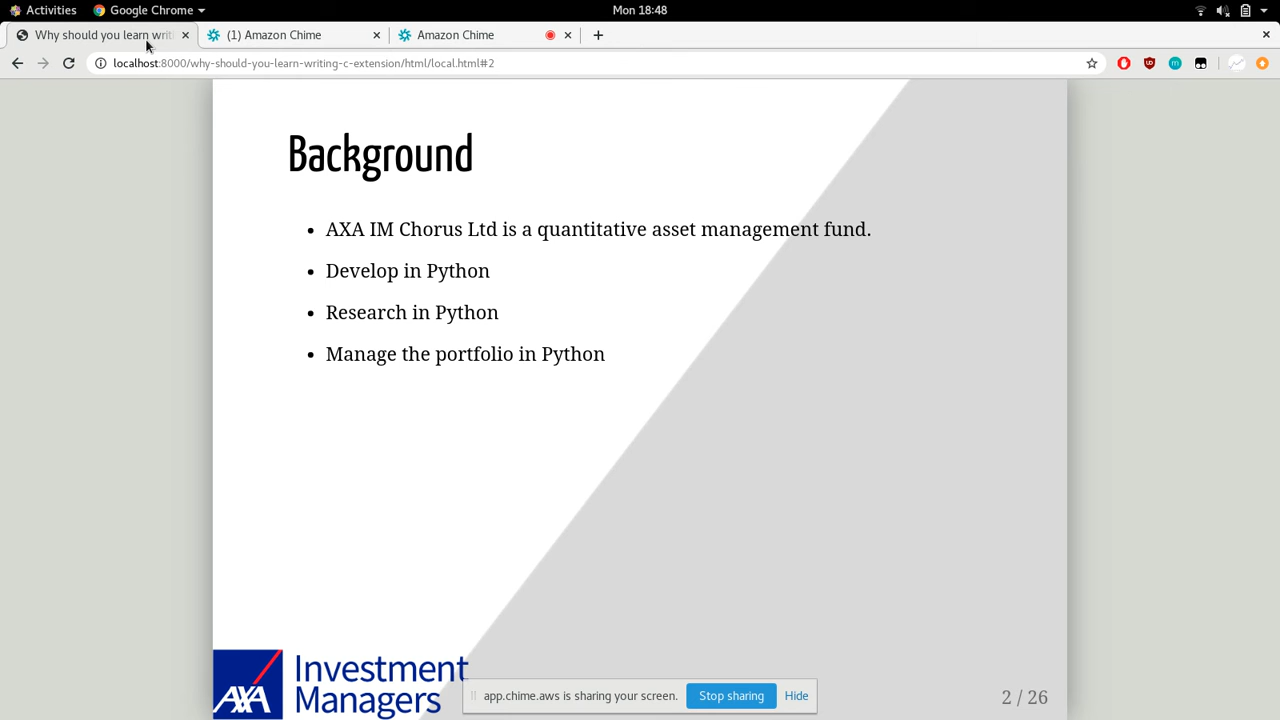 Activities
Google Chrome
Mon 18:48
Why should you learn writi
(1) Amazon Chime
Amazon Chime
localhost:8000/why-should-you-learn-writing-c-extension/html/local.html#2
Background
• AXA IM Chorus Ltd is a quantitative asset management fund.
• Develop in Python
• Research in Python
• Manage the portfolio in Python
AXA
Investment
Managers
app.chime.aws is sharing your screen.
Stop sharing
Hide
2 / 26